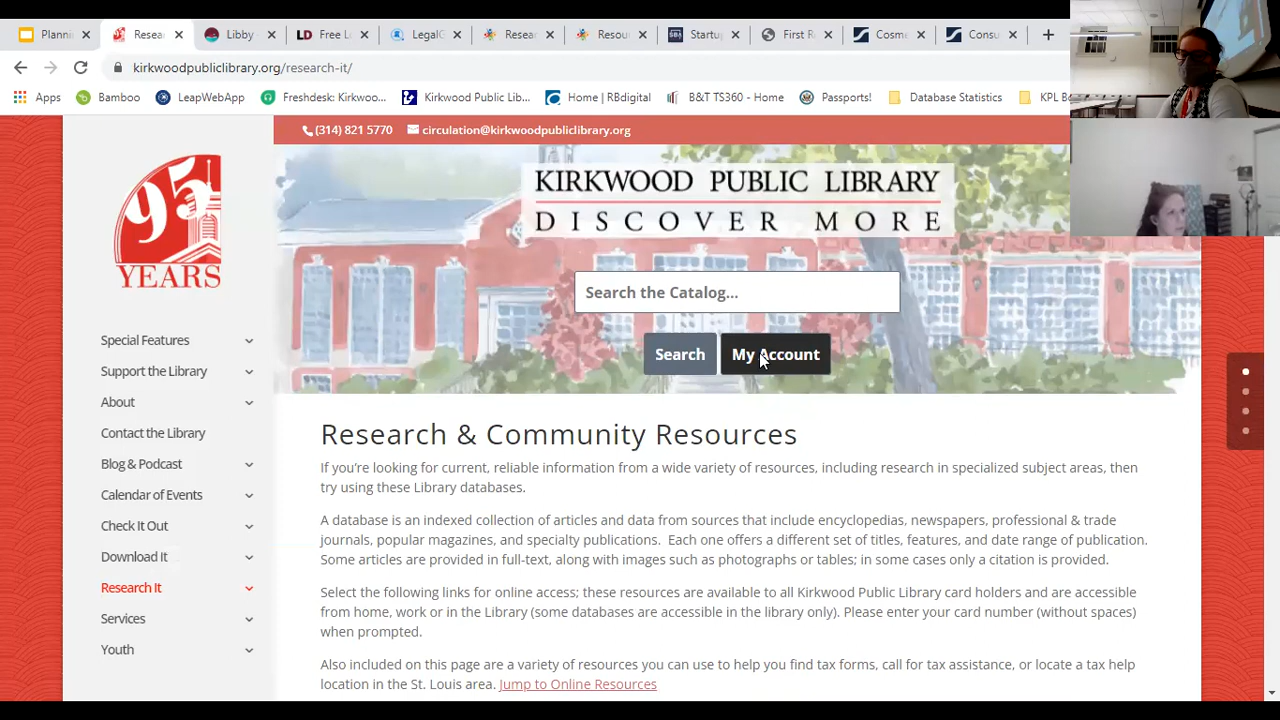 Plannin
Resea
Libby
Free L
LegalG
Resea
Resou
Startu
First R
Cosme
Consu
kirkwoodpubliclibrary.org/research-it/
Apps
Bamboo
LeapWebApp
Freshdesk: Kirkwoo...
Kirkwood Public Lib...
Home | RBdigital
B&T TS360 - Home
Passports!
Database Statistics
KPL B
(314) 821 5770
circulation@kirkwoodpubliclibrary.org
95
YEARS
KIRKWOOD PUBLIC LIBRARY
DISCOVER MORE
Search the Catalog...
Search
My Account
Special Features
Support the Library
About
Contact the Library
Blog & Podcast
Calendar of Events
Check It Out
Download It
Research It
Services
Youth
Research & Community Resources
If you're looking for current, reliable information from a wide variety of resources, including research in specialized subject areas, then
try using these Library databases.
A database is an indexed collection of articles and data from sources that include encyclopedias, newspapers, professional & trade
journals, popular magazines, and specialty publications. Each one offers a different set of titles, features, and date range of publication.
Some articles are provided in full-text, along with images such as photographs or tables; in some cases only a citation is provided.
Select the following links for online access; these resources are available to all Kirkwood Public Library card holders and are accessible
from home, work or in the Library (some databases are accessible in the library only). Please enter your card number (without spaces)
when prompted.
Also included on this page are a variety of resources you can use to help you find tax forms, call for tax assistance, or locate a tax help
location in the St. Louis area. Jump to Online Resources